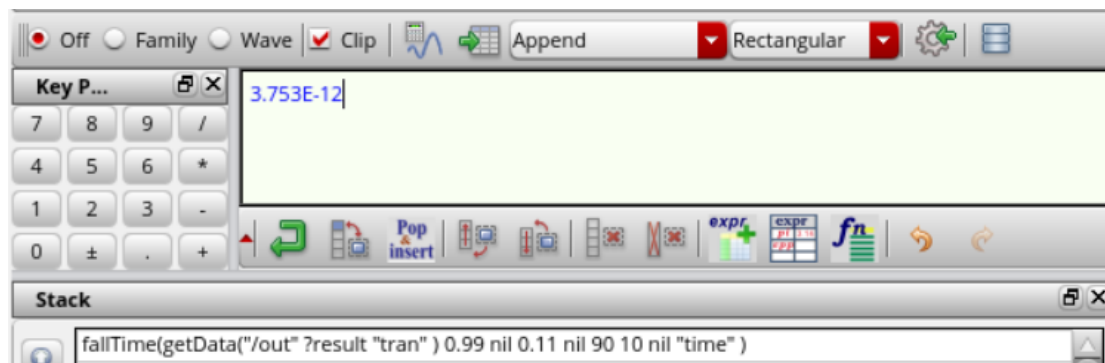 Off Family Wave Clip Append Rectangular
Key P...
3.753E-12
7 8 9 /
4 5 6 *
1 2 3 -
0 ± . +
Pop & insert
expr
expr
fn
Stack
fallTime(getData("/out" ?result "tran" ) 0.99 nil 0.11 nil 90 10 nil "time" )